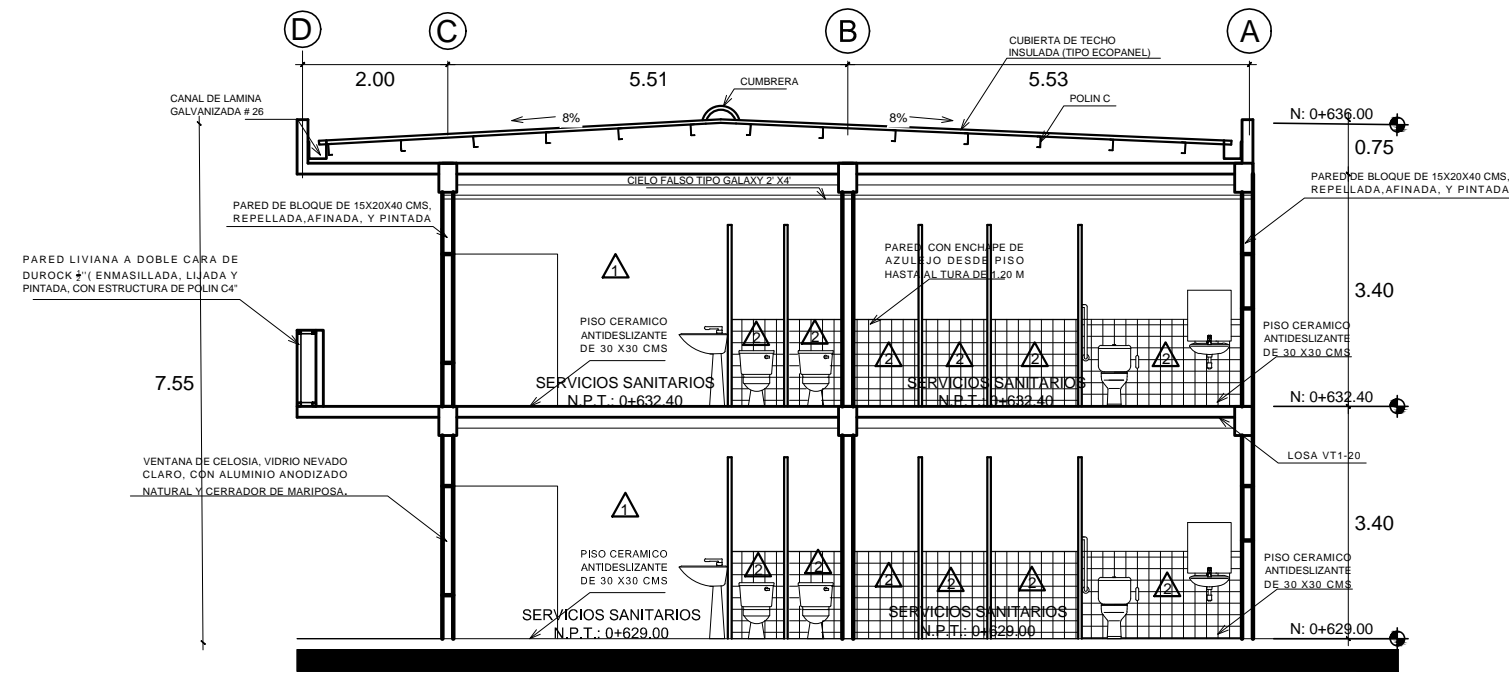 D
C
B
A
2.00
5.51
5.53
CUBIERTA DE TECHO
INSULADA (TIPO ECOPANEL)
CUMBRERA
POLIN C
CANAL DE LAMINA
GALVANIZADA # 26
8%
8%
N: 0+636.00
0.75
CIELO FALSO TIPO GALAXY 2' X4'
PARED DE BLOQUE DE 15X20X40 CMS,
REPELLADA,AFINADA, Y PINTADA
PARED DE BLOQUE DE 15X20X40 CMS,
REPELLADA,AFINADA, Y PINTADA
PARED LIVIANA A DOBLE CARA DE
DUROCK ½"( ENMASILLADA, LIJADA Y
PINTADA, CON ESTRUCTURA DE POLIN C4"
1
PARED CON ENCHAPE DE
AZULEJO DESDE PISO
HASTA AL TURA DE 1.20 M
3.40
PISO CERAMICO
ANTIDESLIZANTE
DE 30 X30 CMS
PISO CERAMICO
ANTIDESLIZANTE
DE 30 X30 CMS
2
2
2
2
2
2
7.55
SERVICIOS SANITARIOS
N.P.T.: 0+632.40
SERVICIOS SANITARIOS
N.P.T.: 0+632.40
N: 0+632.40
LOSA VT1-20
VENTANA DE CELOSIA, VIDRIO NEVADO
CLARO, CON ALUMINIO ANODIZADO
NATURAL Y CERRADOR DE MARIPOSA.
1
3.40
PISO CERAMICO
ANTIDESLIZANTE
DE 30 X30 CMS
PISO CERAMICO
ANTIDESLIZANTE
DE 30 X30 CMS
2
2
2
2
2
2
SERVICIOS SANITARIOS
N.P.T.: 0+629.00
SERVICIOS SANITARIOS
N.P.T.: 0+629.00
N: 0+629.00